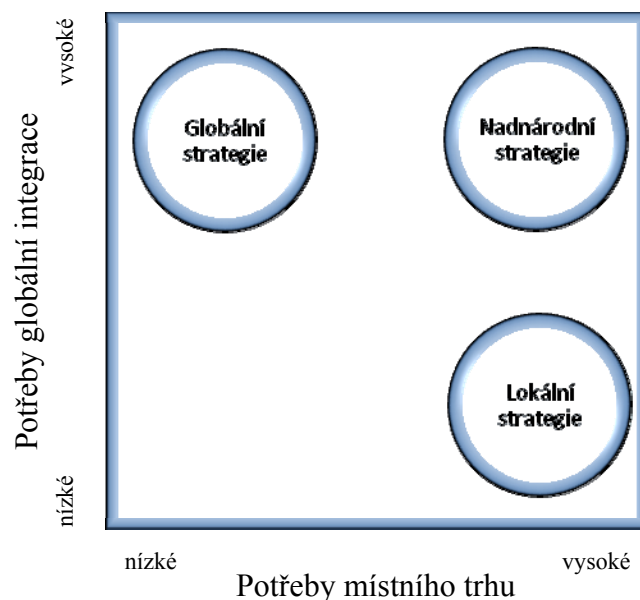 vysoké
Globální
strategie
Nadnárodní
strategie
Potřeby globální integrace
Lokální
strategie
nízké
nízké
vysoké
Potřeby místního trhu